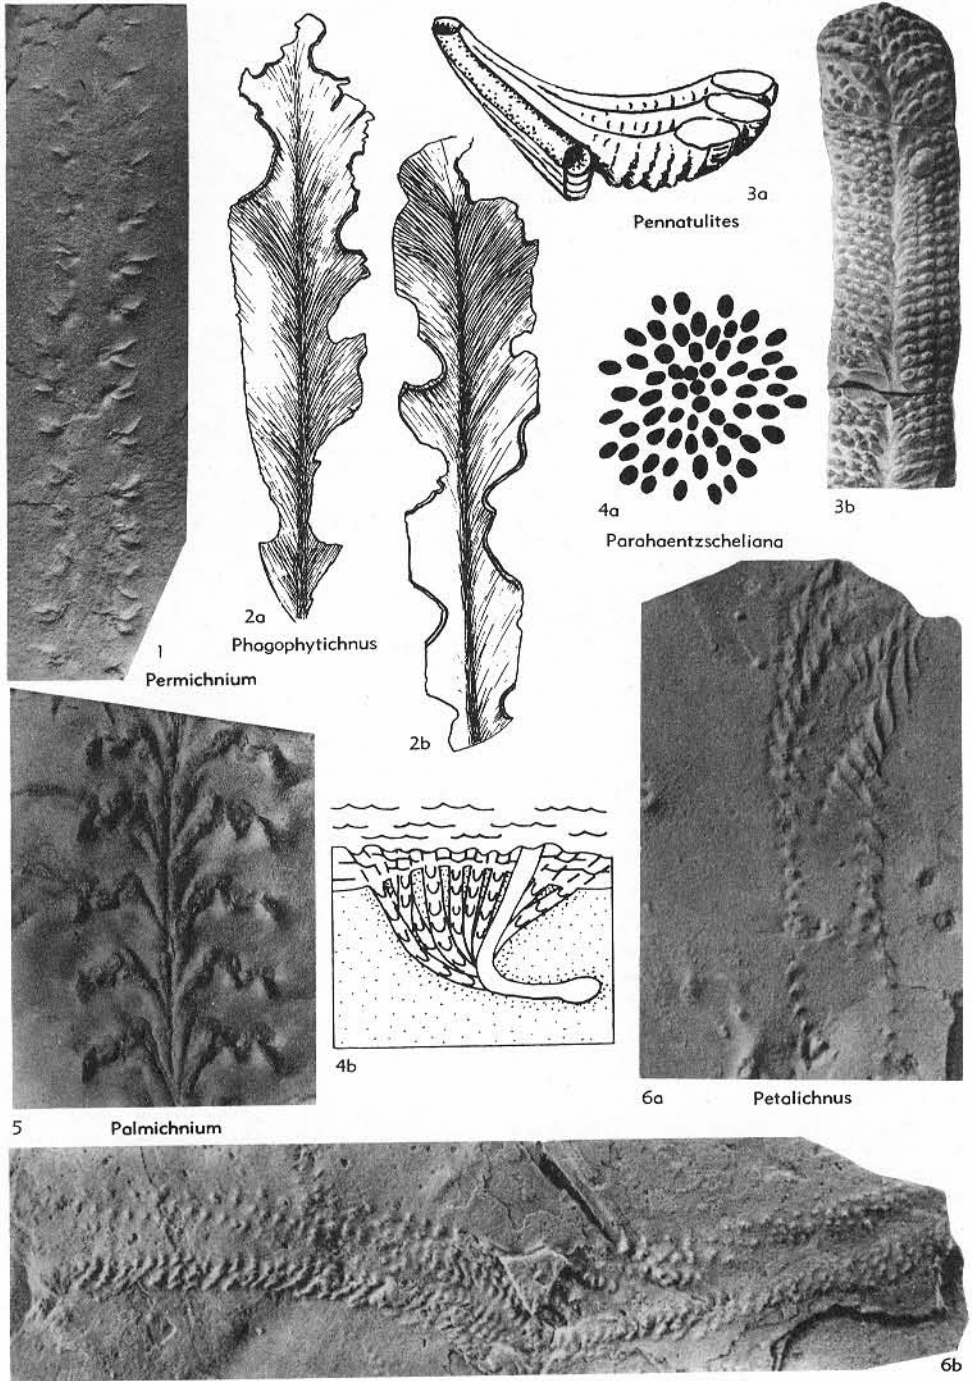 3a
Pennatulites
4a
3b
Parahaentzscheliana
2a
Phagophytichnus
1
Permichnium
2b
4b
6a Petalichnus
5 Palmichnium
6b